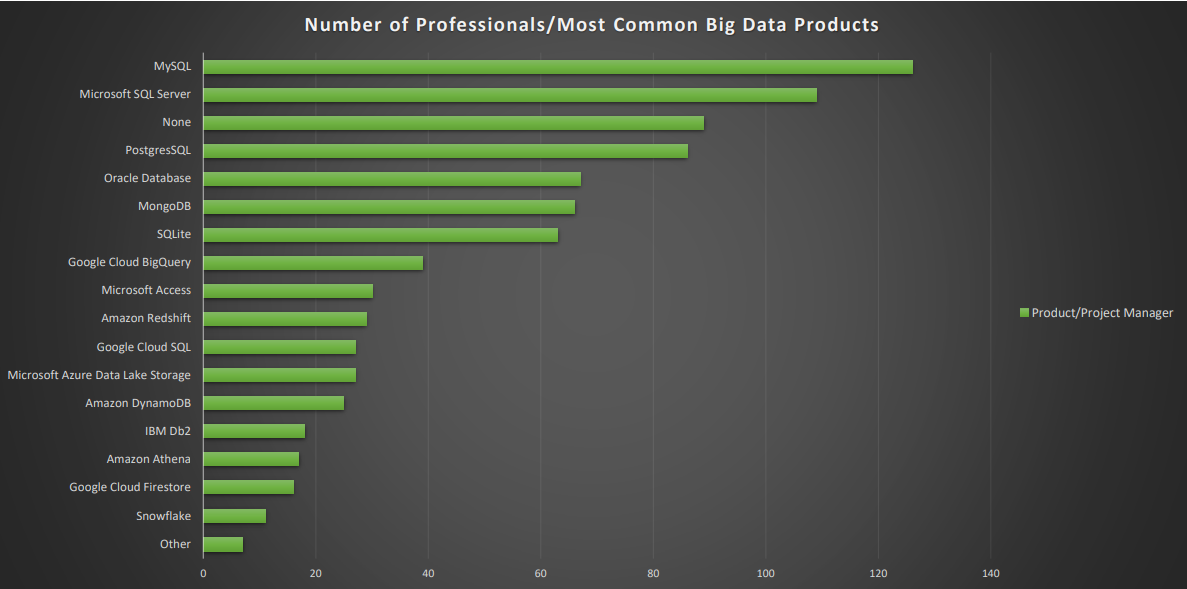 Number of Professionals/Most Common Big Data Products
MySQL
Microsoft SQL Server
None
PostgresSQL
Oracle Database
MongoDB
SQLite
Google Cloud BigQuery
Microsoft Access
Amazon Redshift
Google Cloud SQL
Microsoft Azure Data Lake Storage
Amazon DynamoDB
IBM Db2
Amazon Athena
Google Cloud Firestore
Snowflake
Other
0 20 40 60 80 100 120 140
Product/Project Manager